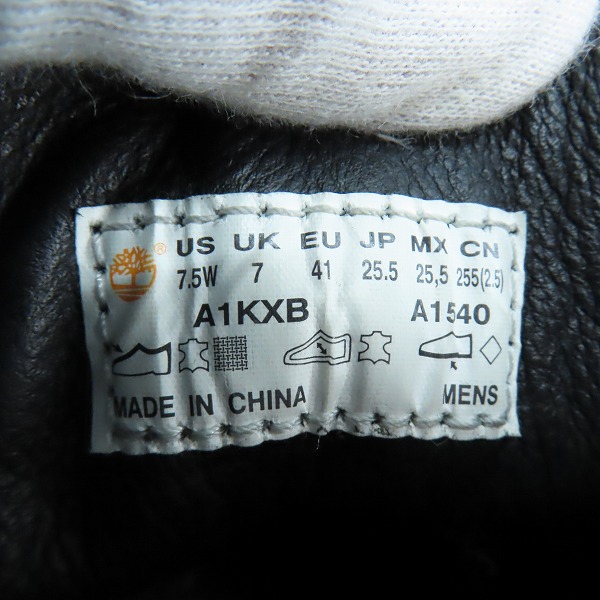 ® US UK EU JP MX CN
7.5W 7 41 25.5 25,5 255(2.5)
A1KXB A1540
MADE IN CHINA MENS